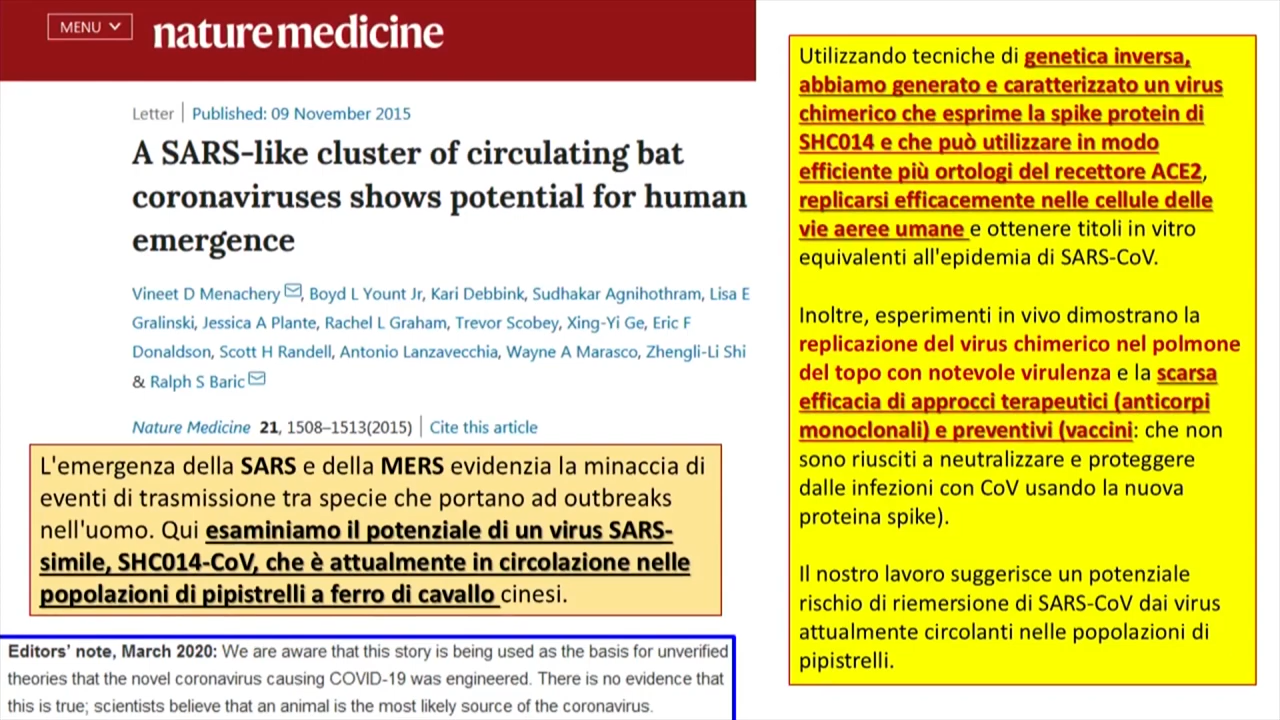 MENU
nature medicine
Letter | Published: 09 November 2015
A SARS-like cluster of circulating bat
coronaviruses shows potential for human
emergence
Vineet D Menachery, Boyd L Yount Jr, Kari Debbink, Sudhakar Agnihothram, Lisa E
Gralinski, Jessica A Plante, Rachel L Graham, Trevor Scobey, Xing-Yi Ge, Eric F
Donaldson, Scott H Randell, Antonio Lanzavecchia, Wayne A Marasco, Zhengli-Li Shi
& Ralph S Baric
Nature Medicine 21, 1508–1513(2015) | Cite this article
L'emergenza della SARS e della MERS evidenzia la minaccia di
eventi di trasmissione tra specie che portano ad outbreaks
nell'uomo. Qui esaminiamo il potenziale di un virus SARS-
simile, SHC014-CoV, che è attualmente in circolazione nelle
popolazioni di pipistrelli a ferro di cavallo cinesi.
Editors’ note, March 2020: We are aware that this story is being used as the basis for unverified
theories that the novel coronavirus causing COVID-19 was engineered. There is no evidence that
this is true; scientists believe that an animal is the most likely source of the coronavirus.
Utilizzando tecniche di genetica inversa,
abbiamo generato e caratterizzato un virus
chimerico che esprime la spike protein di
SHC014 e che può utilizzare in modo
efficiente più ortologi del recettore ACE2,
replicarsi efficacemente nelle cellule delle
vie aeree umane e ottenere titoli in vitro
equivalenti all'epidemia di SARS-CoV.
Inoltre, esperimenti in vivo dimostrano la
replicazione del virus chimerico nel polmone
del topo con notevole virulenza e la scarsa
efficacia di approcci terapeutici (anticorpi
monoclonali) e preventivi (vaccini: che non
sono riusciti a neutralizzare e proteggere
dalle infezioni con CoV usando la nuova
proteina spike).
Il nostro lavoro suggerisce un potenziale
rischio di riemersione di SARS-CoV dai virus
attualmente circolanti nelle popolazioni di
pipistrelli.